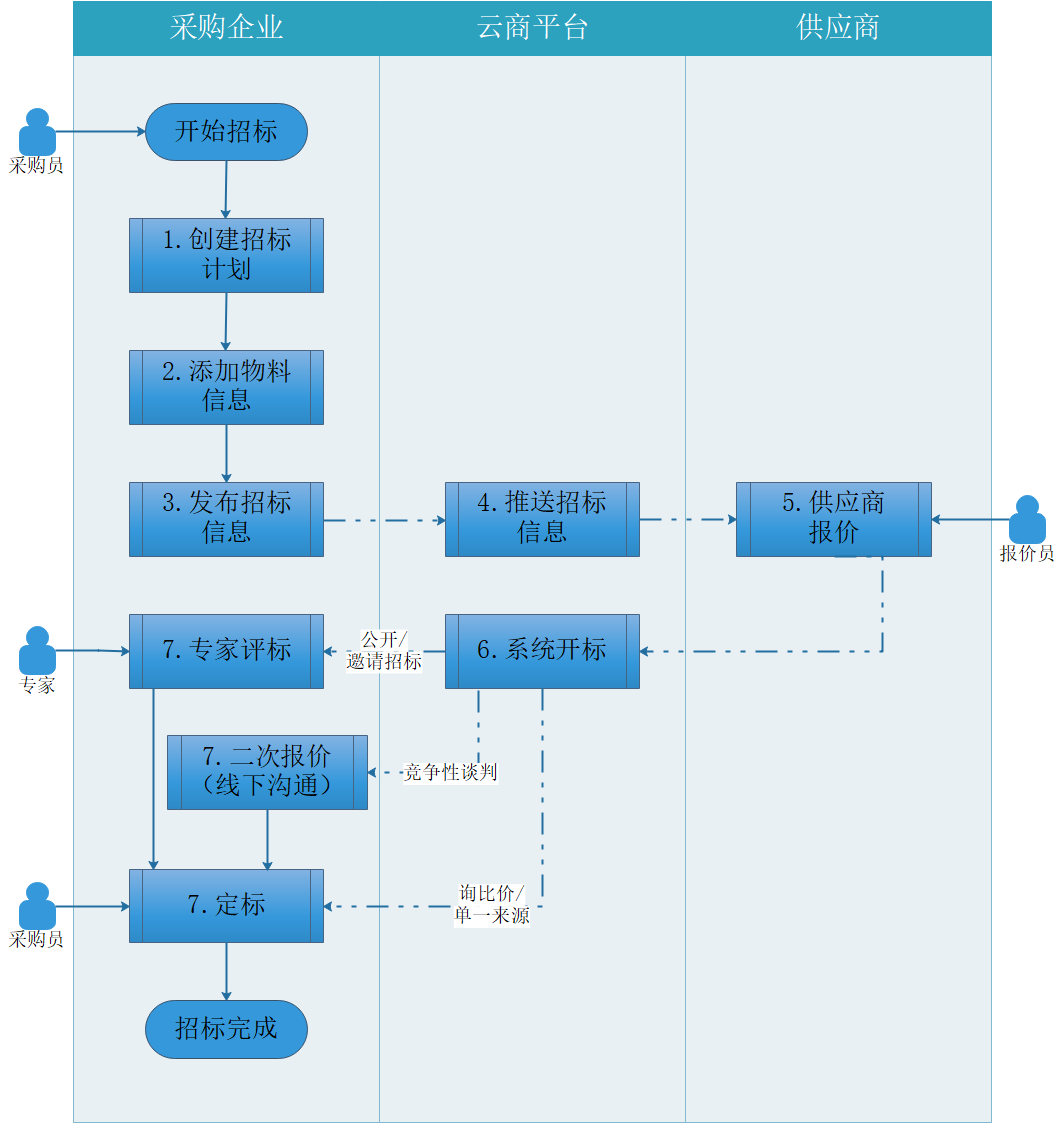 采购企业
云商平台
供应商
开始招标
采购员
1.创建招标
计划
2.添加物料
信息
3.发布招标
信息
4.推送招标
信息
5.供应商
报价
报价员
7.专家评标
公开/
邀请招标
6.系统开标
专家
7.二次报价
（线下沟通）
竞争性谈判
7.定标
询比价/
单一来源
采购员
招标完成